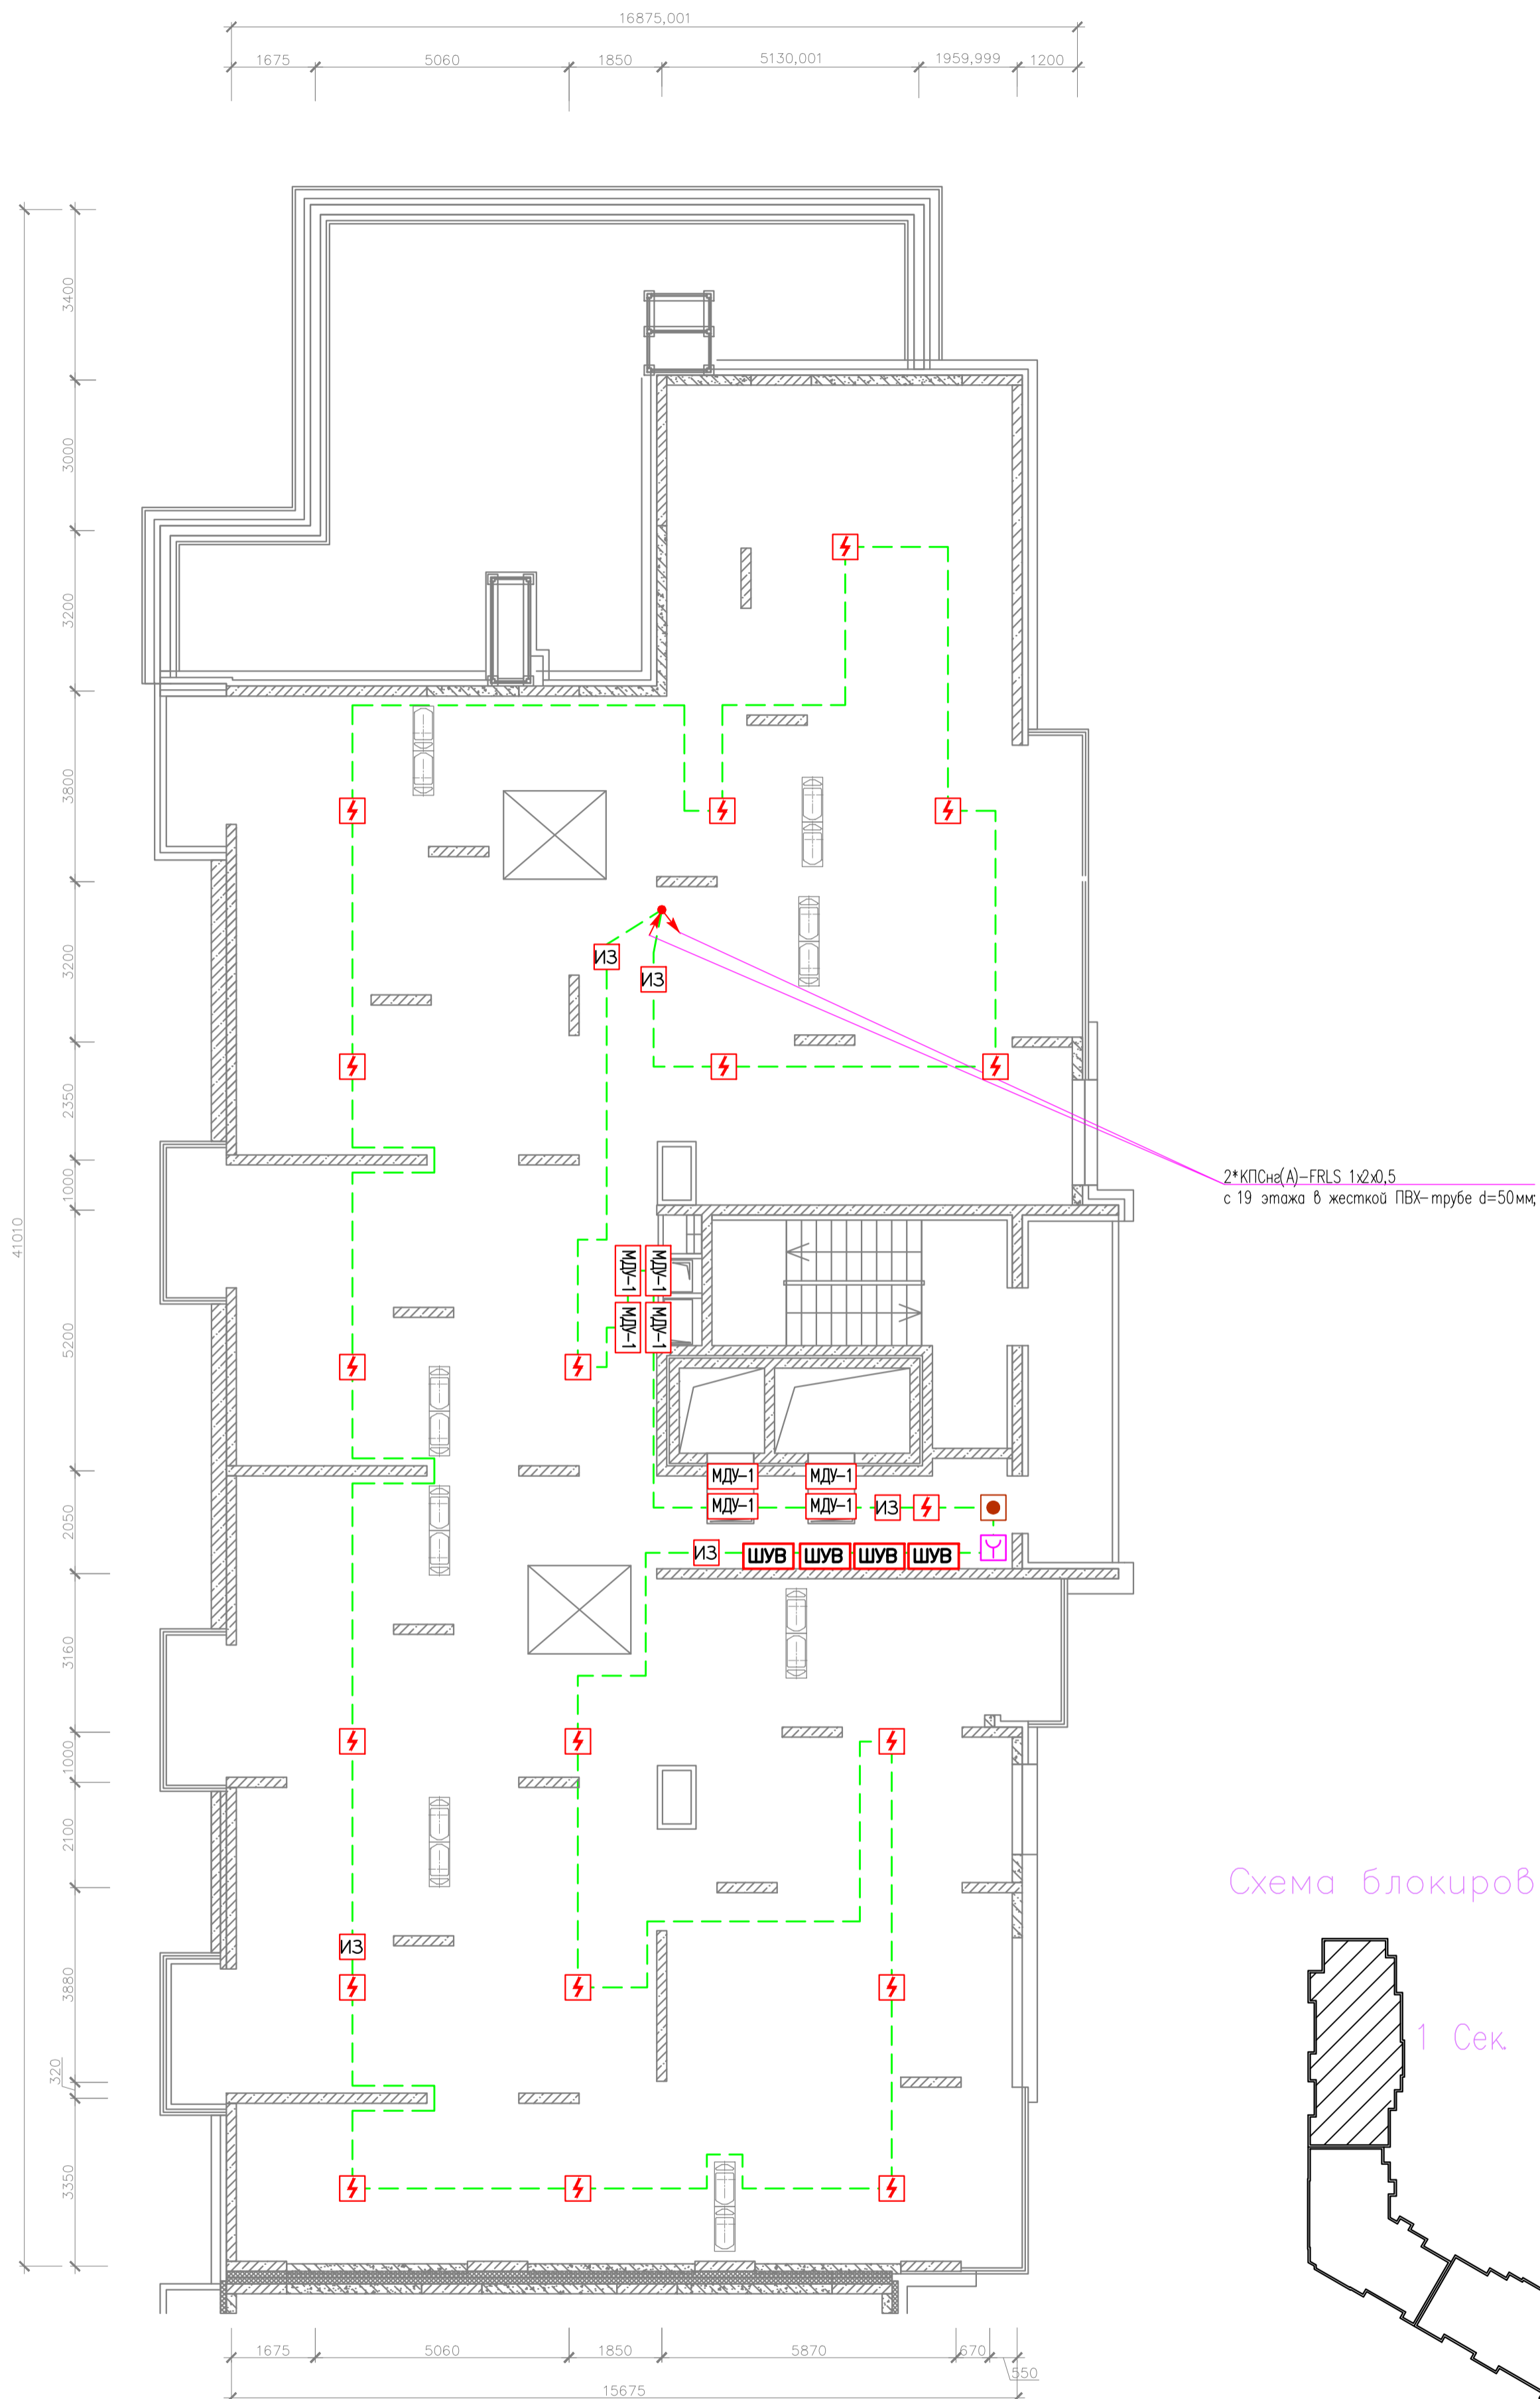 16875,001
1675
5060
1850
5130,001
1959,999
1200
41010
3400
3000
3200
3800
3200
2350
1000
5200
2050
3160
1000
2100
3880
320
3350
ИЗ
ИЗ
2*КПСнг(А)-FRLS 1х2х0,5
с 19 этажа в жесткой ПВХ-трубе d=50мм;
МДУ-1
МДУ-1
МДУ-1
МДУ-1
МДУ-1
МДУ-1
МДУ-1
МДУ-1
ИЗ
ИЗ
ШУВ
ШУВ
ШУВ
ШУВ
ИЗ
Схема блокиров
1 Сек.
1675
5060
1850
5870
670
550
15675